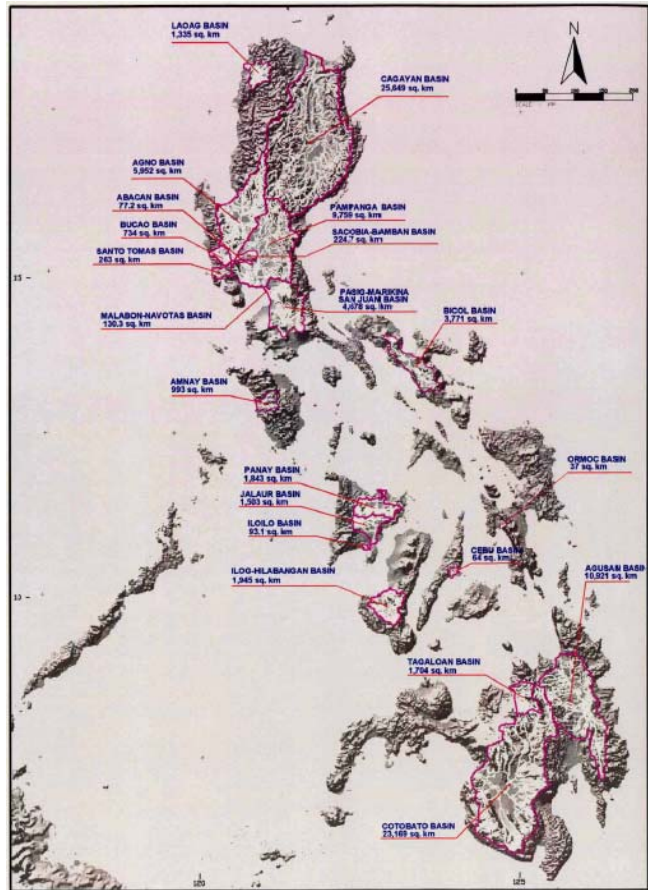 LAOAG BASIN
1,335 sq. km
N
CAGAYAN BASIN
25,649 sq. km
AGNO BASIN
5,952 sq. km
ABACAN BASIN
77.2 sq. km
BUCAO BASIN
734 sq. km
SANTO TOMAS BASIN
263 sq. km
PAMPANGA BASIN
9,759 sq. km
SACOBIA-BAMBAN BASIN
224.7 sq. km
15
MALABON-NAVOTAS BASIN
130.3 sq. km
PASIG-MARIKINA
SAN JUAN BASIN
4,678 sq. km
BICOL BASIN
3,771 sq. km
AMNAY BASIN
993 sq. km
ORMOC BASIN
37 sq. km
PANAY BASIN
1,843 sq. km
JALAUR BASIN
1,503 sq. km
ILOILO BASIN
93.1 sq. km
CEBU BASIN
64 sq. km
ILOG-HILABANGAN BASIN
1,945 sq. km
AGUSAN BASIN
10,921 sq. km
10
TAGALOAN BASIN
1,704 sq. km
COTOBATO BASIN
23,169 sq. km
120
125